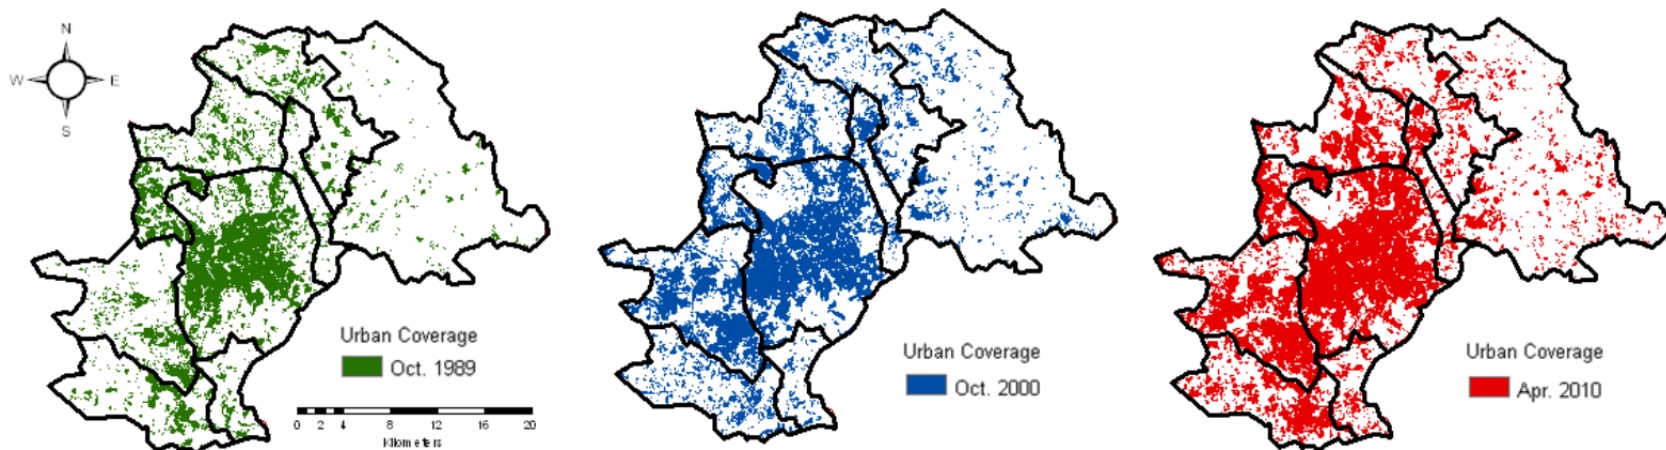 N
W E
S
Urban Coverage
Oct. 1989
0 2 4 8 12 16 20
Kilometers
Urban Coverage
Oct. 2000
Urban Coverage
Apr. 2010